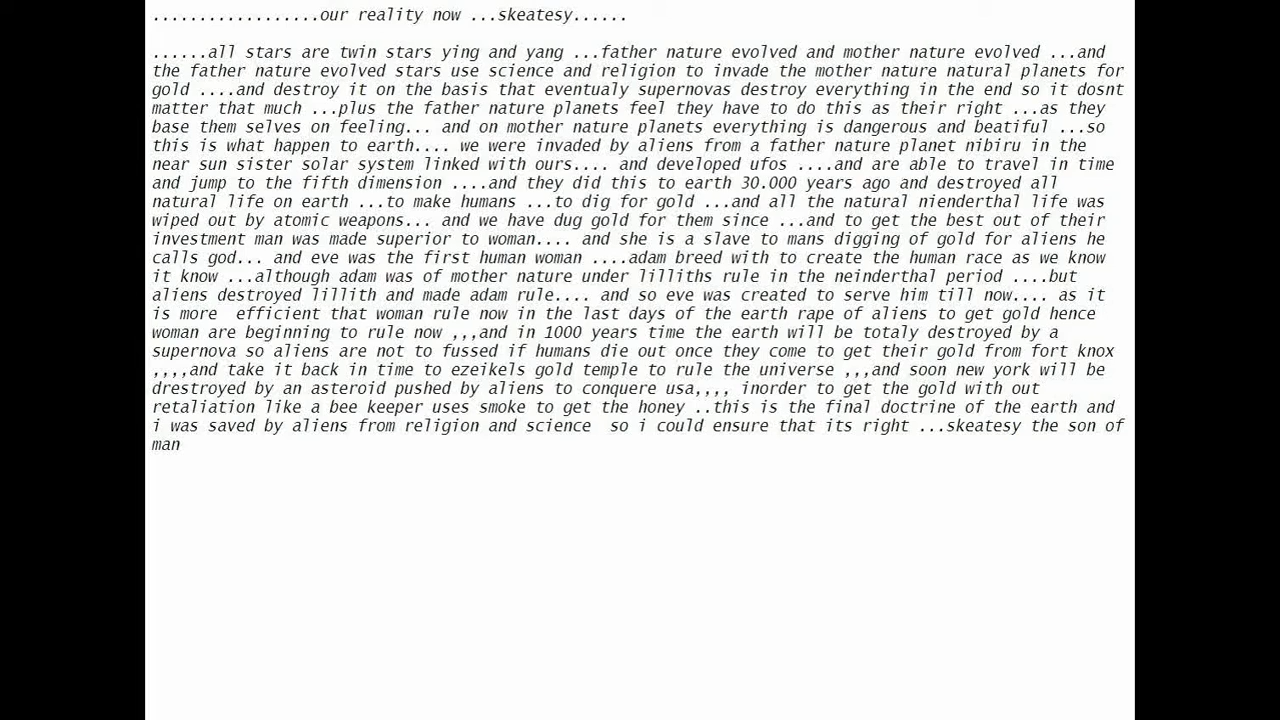 ..................our reality now ...skeatesy......
......all stars are twin stars ying and yang ...father nature evolved and mother nature evolved ...and
the father nature evolved stars use science and religion to invade the mother nature natural planets for
gold ....and destroy it on the basis that eventualy supernovas destroy everything in the end so it dosnt
matter that much ...plus the father nature planets feel they have to do this as their right ...as they
base them selves on feeling... and on mother nature planets everything is dangerous and beatiful ...so
this is what happen to earth.... we were invaded by aliens from a father nature planet nibiru in the
near sun sister solar system linked with ours.... and developed ufos ....and are able to travel in time
and jump to the fifth dimension ....and they did this to earth 30.000 years ago and destroyed all
natural life on earth ...to make humans ...to dig for gold ...and all the natural nienderthal life was
wiped out by atomic weapons... and we have dug gold for them since ...and to get the best out of their
investment man was made superior to woman.... and she is a slave to mans digging of gold for aliens he
calls god... and eve was the first human woman ....adam breed with to create the human race as we know
it know ...although adam was of mother nature under lilliths rule in the neinderthal period ....but
aliens destroyed lillith and made adam rule.... and so eve was created to serve him till now.... as it
is more  efficient that woman rule now in the last days of the earth rape of aliens to get gold hence
woman are beginning to rule now ,,,and in 1000 years time the earth will be totaly destroyed by a
supernova so aliens are not to fussed if humans die out once they come to get their gold from fort knox
,,,,and take it back in time to ezeikels gold temple to rule the universe ,,,and soon new york will be
drestroyed by an asteroid pushed by aliens to conquere usa,,,, inorder to get the gold with out
retaliation like a bee keeper uses smoke to get the honey ..this is the final doctrine of the earth and
i was saved by aliens from religion and science  so i could ensure that its right ...skeatesy the son of
man